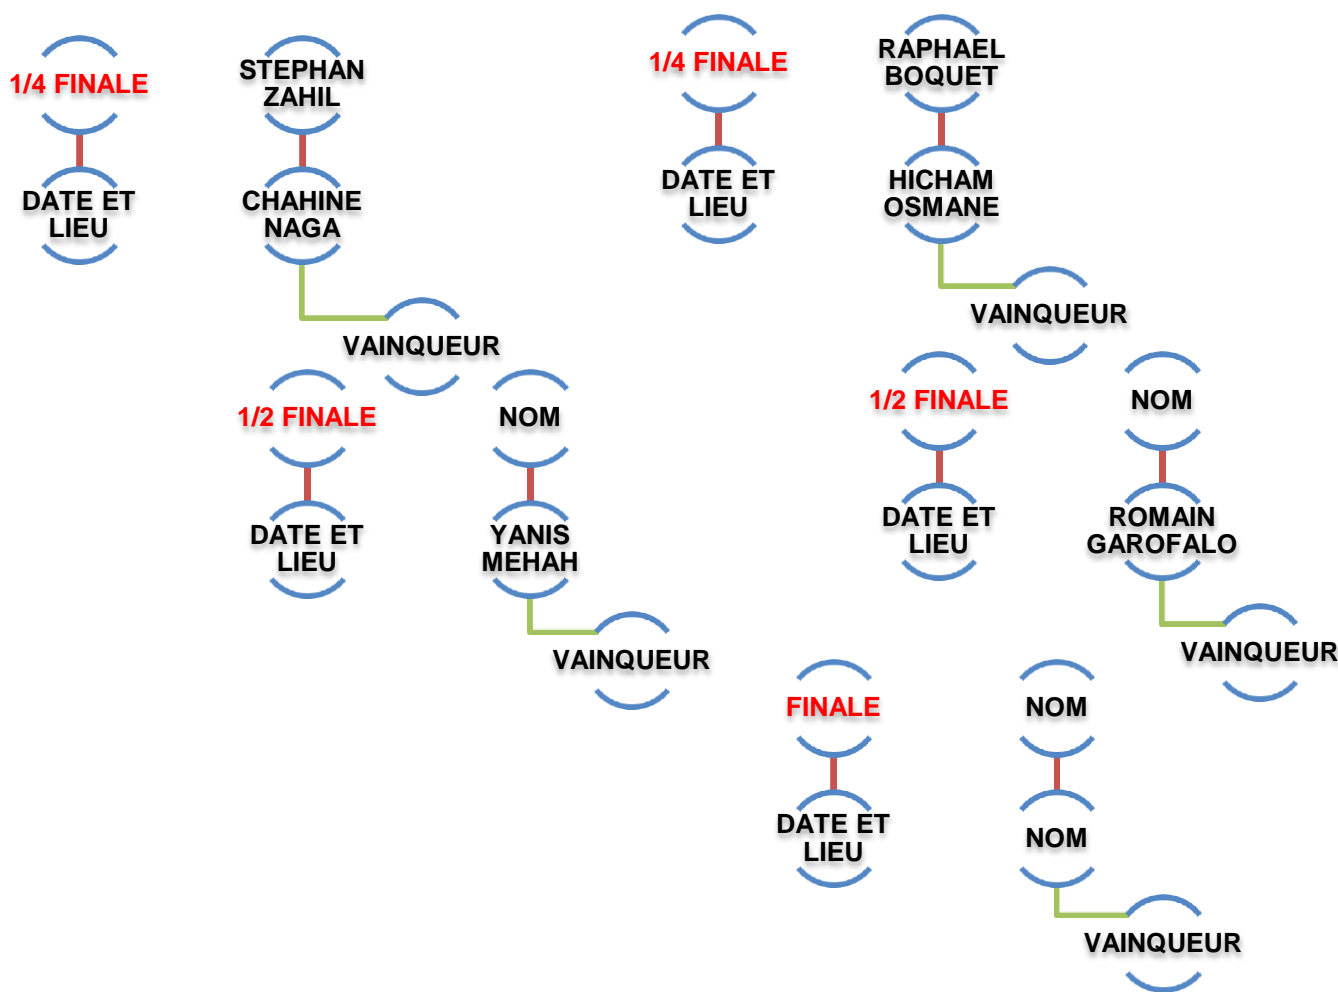 1/4 FINALE
DATE ET
LIEU
STEPHAN
ZAHIL
CHAHINE
NAGA
VAINQUEUR
1/4 FINALE
DATE ET
LIEU
RAPHAEL
BOQUET
HICHAM
OSMANE
VAINQUEUR
1/2 FINALE
DATE ET
LIEU
NOM
YANIS
MEHAH
VAINQUEUR
1/2 FINALE
DATE ET
LIEU
NOM
ROMAIN
GAROFALO
VAINQUEUR
FINALE
DATE ET
LIEU
NOM
NOM
VAINQUEUR